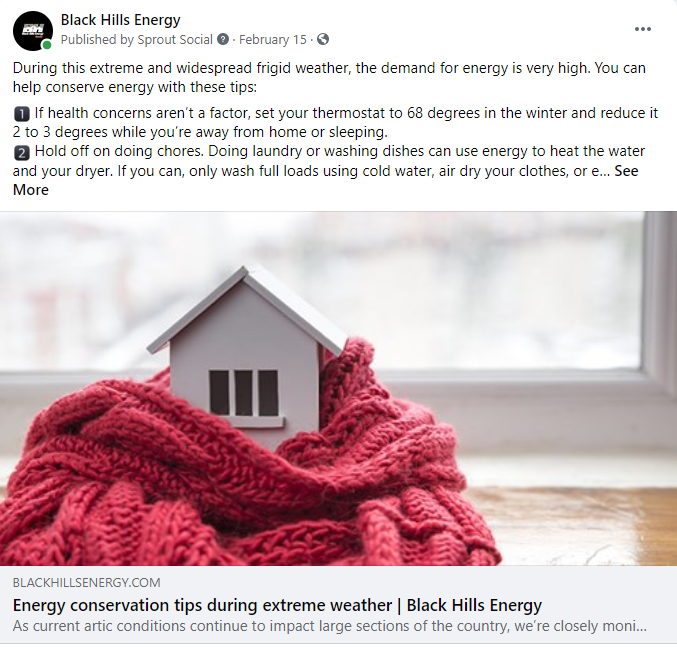 Black Hills Energy
Published by Sprout Social · February 15 ·
During this extreme and widespread frigid weather, the demand for energy is very high. You can
help conserve energy with these tips:
1 If health concerns aren’t a factor, set your thermostat to 68 degrees in the winter and reduce it
2 to 3 degrees while you’re away from home or sleeping.
2 Hold off on doing chores. Doing laundry or washing dishes can use energy to heat the water
and your dryer. If you can, only wash full loads using cold water, air dry your clothes, or e... See
More
BLACKHILLSENERGY.COM
Energy conservation tips during extreme weather | Black Hills Energy
As current artic conditions continue to impact large sections of the country, we’re closely moni...